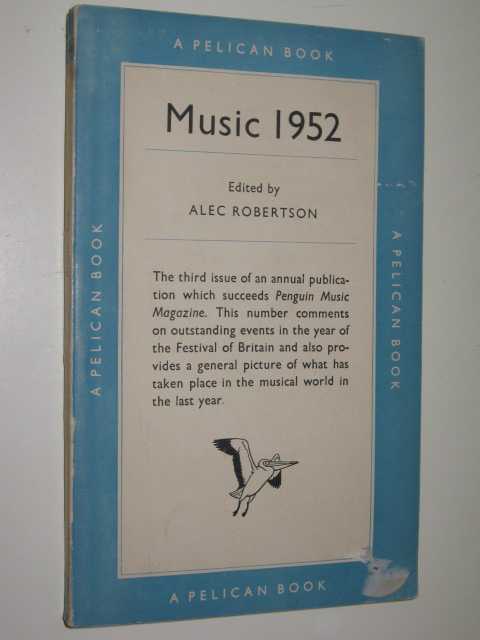 A PELICAN BOOK
Music 1952
Edited by
ALEC ROBERTSON
The third issue of an annual publica-
tion which succeeds Penguin Music
Magazine. This number comments
on outstanding events in the year of
the Festival of Britain and also pro-
vides a general picture of what has
taken place in the musical world in
the last year.
A PELICAN BOOK
A PELICAN BOOK
A PELICAN BOOK